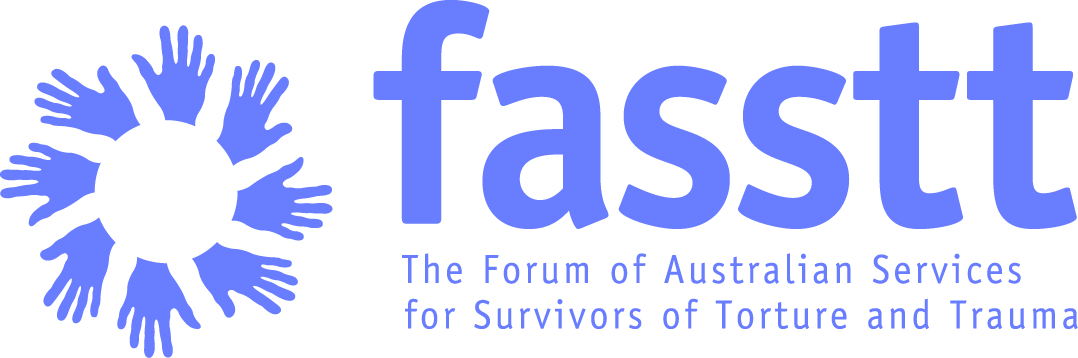 fasstt
The Forum of Australian Services
for Survivors of Torture and Trauma